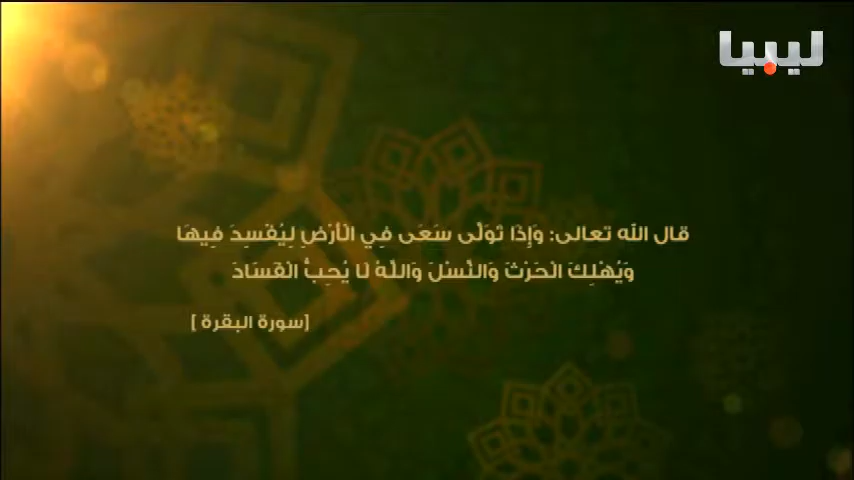 ليبيا
قال الله تعالى: وَإِذَا تَوَلَّى سَعَى فِي الْأَرْضِ لِيُفْسِدَ فِيهَا
وَيُهْلِكَ الْحَرْثَ وَالنَّسْلَ وَاللَّهُ لَا يُحِبُّ الْفَسَادَ
[سورة البقرة ]